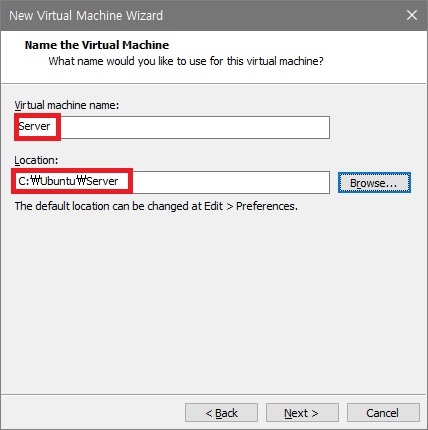 New Virtual Machine Wizard
Name the Virtual Machine
What name would you like to use for this virtual machine?
Virtual machine name:
Server
Location:
C:₩Ubuntu₩Server
Browse...
The default location can be changed at Edit > Preferences.
< Back
Next >
Cancel